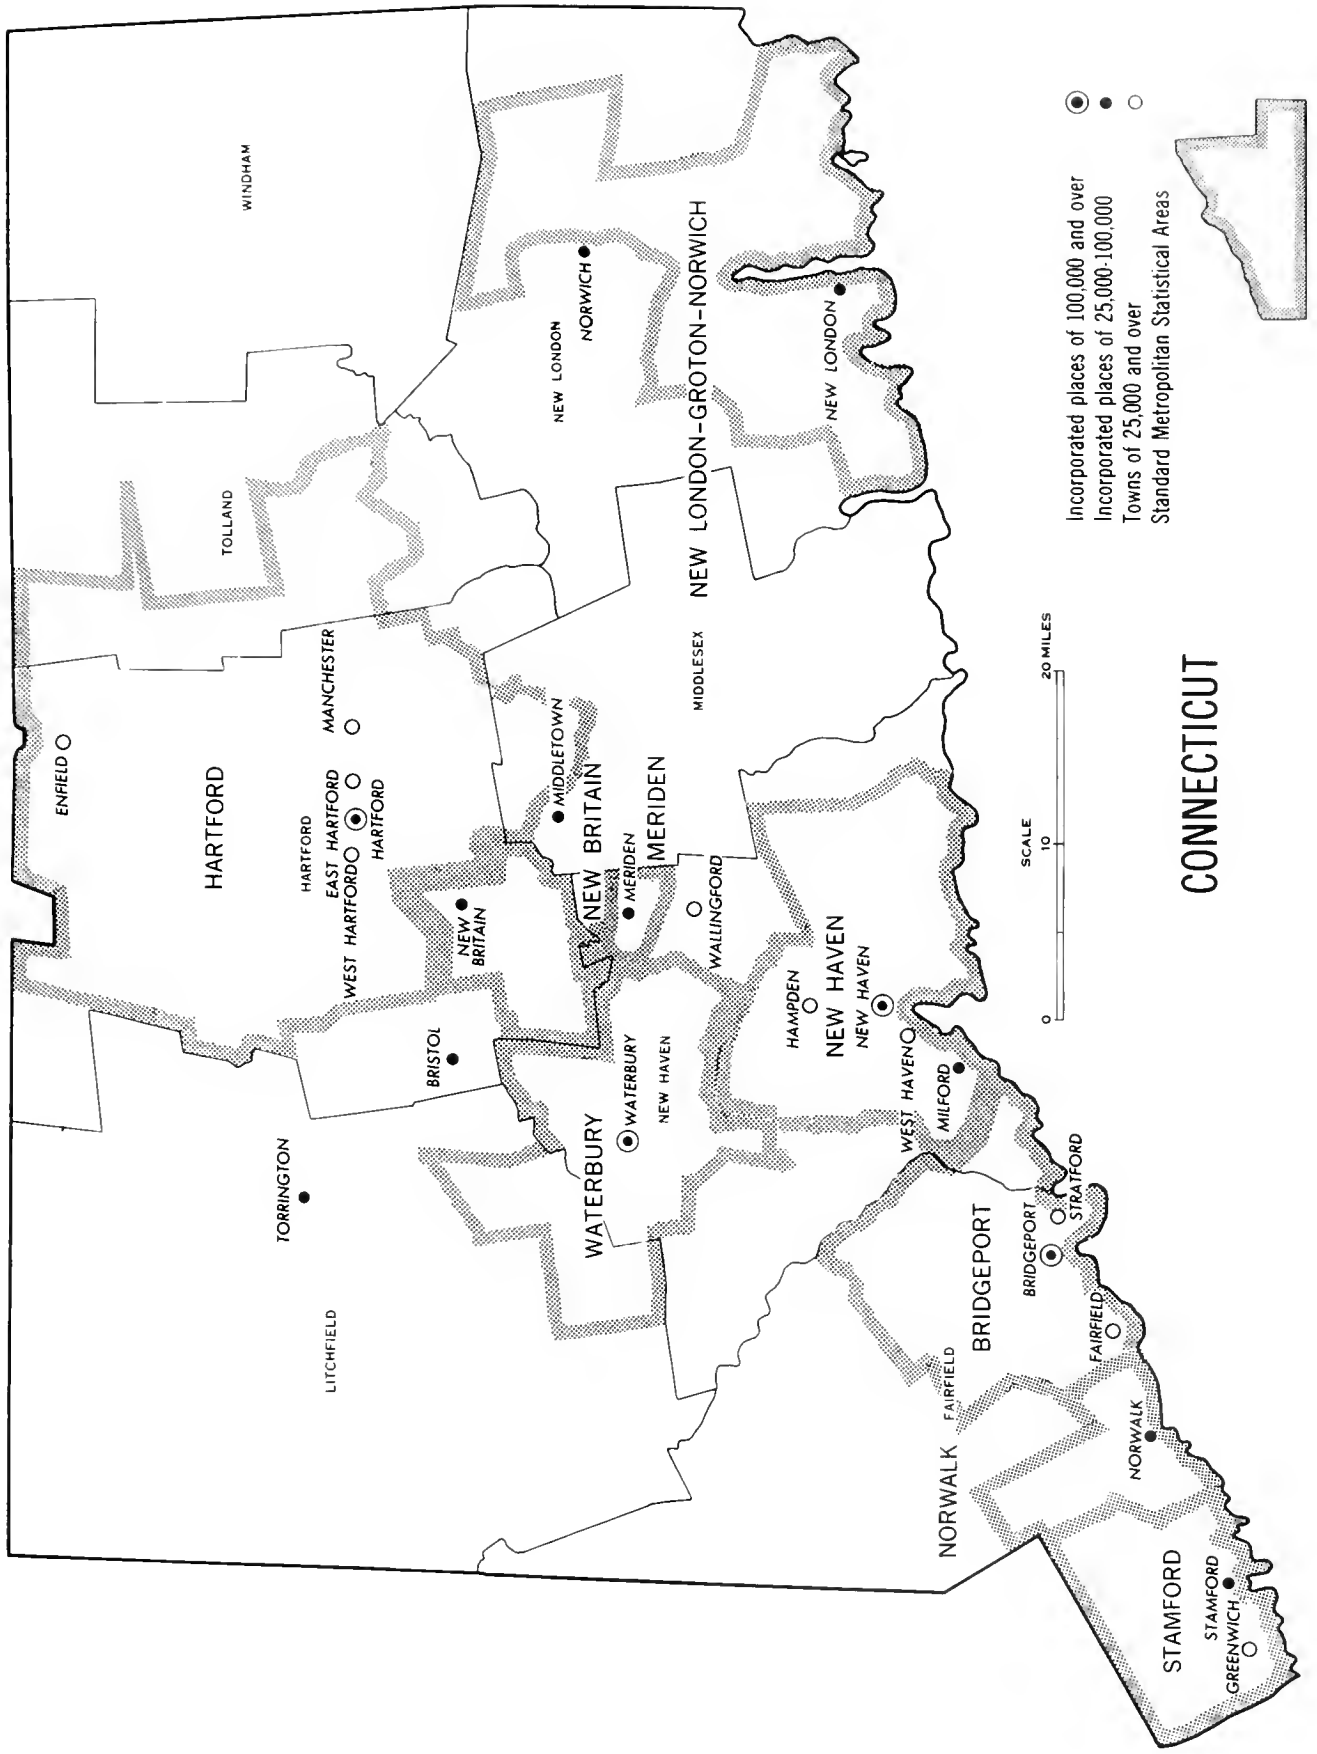 LITCHFIELD
TORRINGTON
HARTFORD
ENFIELD
HARTFORD
WEST HARTFORD
EAST HARTFORD
HARTFORD
MANCHESTER
BRISTOL
NEW
BRITAIN
TOLLAND
WINDHAM
WATERBURY
WATERBURY
NEW HAVEN
NEW BRITAIN
MIDDLETOWN
MERIDEN
MERIDEN
WALLINGFORD
MIDDLESEX
NEW LONDON
NORWICH
NEW LONDON-GROTON-NORWICH
NEW LONDON
HAMPDEN
NEW HAVEN
NEW HAVEN
WEST HAVEN
MILFORD
NORWALK
FAIRFIELD
BRIDGEPORT
BRIDGEPORT
STRATFORD
FAIRFIELD
NORWALK
STAMFORD
STAMFORD
GREENWICH
SCALE
0 10 20 MILES
CONNECTICUT
Incorporated places of 100,000 and over
Incorporated places of 25,000-100,000
Towns of 25,000 and over
Standard Metropolitan Statistical Areas